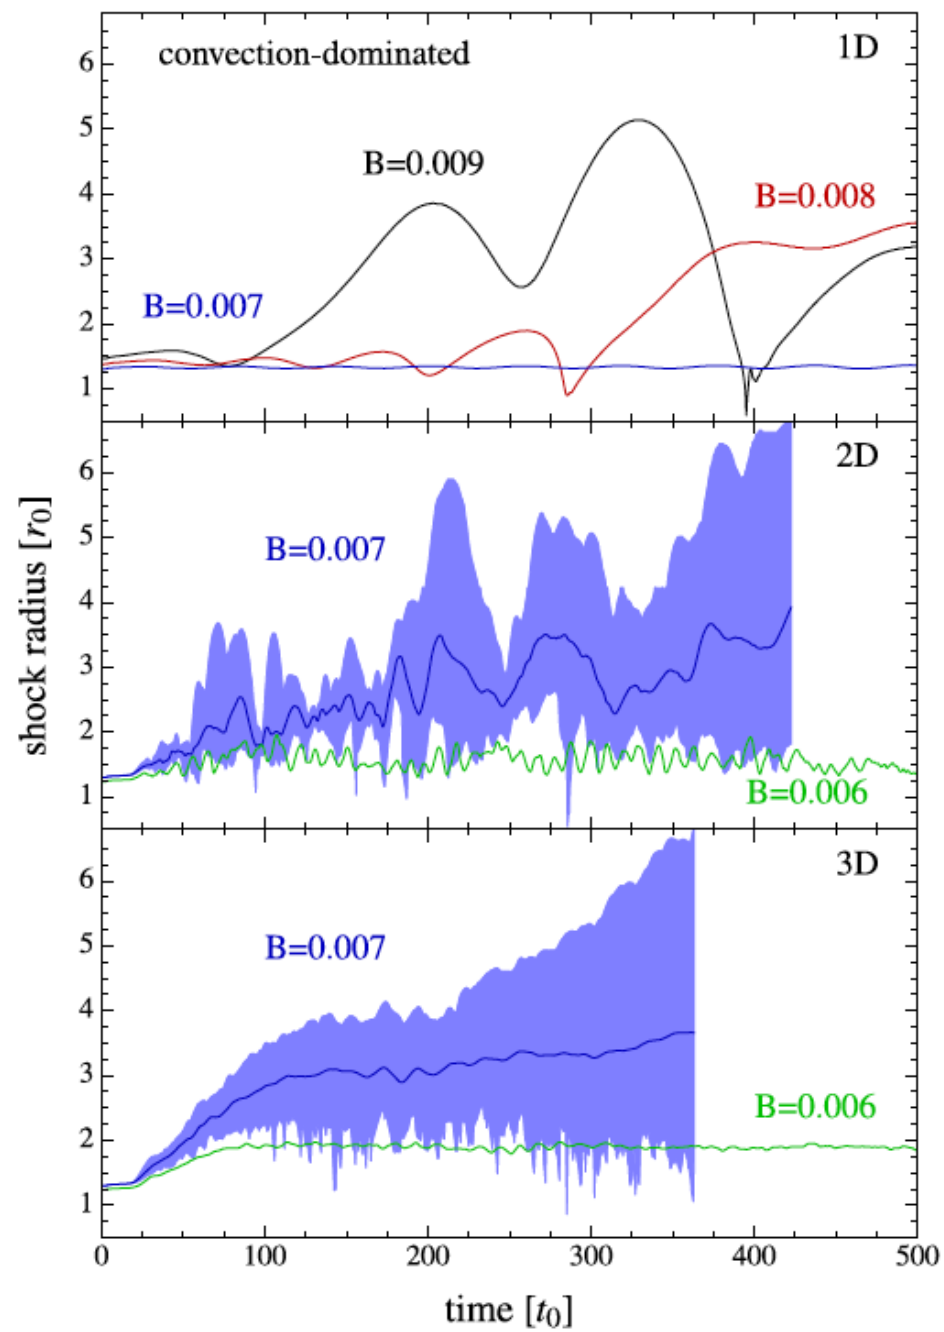 convection-dominated
1D
6
5
4
3
2
1
B=0.009
B=0.008
B=0.007
2D
6
5
4
3
2
1
B=0.007
B=0.006
3D
6
5
4
3
2
1
B=0.007
B=0.006
0 100 200 300 400 500
shock radius [r₀]
time [t₀]